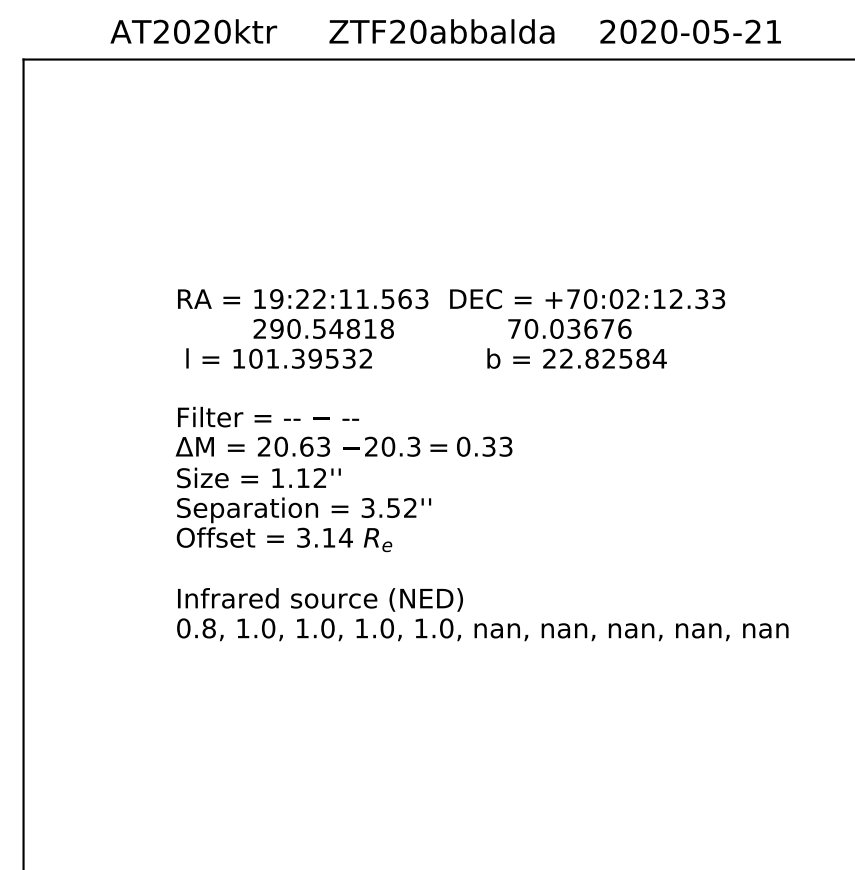 AT2020ktr ZTF20abbalda 2020-05-21
RA = 19:22:11.563 DEC = +70:02:12.33
290.54818 70.03676
l = 101.39532 b = 22.82584
Filter = -- − --
ΔM = 20.63 −20.3 = 0.33
Size = 1.12''
Separation = 3.52''
Offset = 3.14 Re
Infrared source (NED)
0.8, 1.0, 1.0, 1.0, 1.0, nan, nan, nan, nan, nan